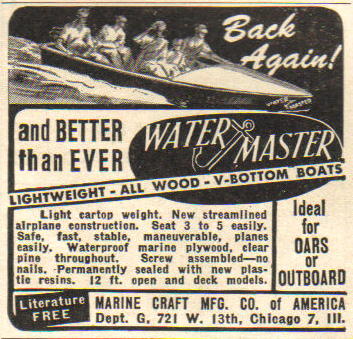 Back
Again!
WATER MASTER
and BETTER
than EVER
WATER MASTER
LIGHTWEIGHT - ALL WOOD - V-BOTTOM BOATS
Light cartop weight. New streamlined
airplane construction. Seat 3 to 5 easily.
Safe, fast, stable, maneuverable, planes
easily. Waterproof marine plywood, clear
pine throughout. Screw assembled—no
nails. Permanently sealed with new plas-
tic resins. 12 ft. open and deck models.
Ideal
for
OARS
or
OUTBOARD
Literature
FREE
MARINE CRAFT MFG. CO. of AMERICA
Dept. G, 721 W. 13th, Chicago 7, Ill.